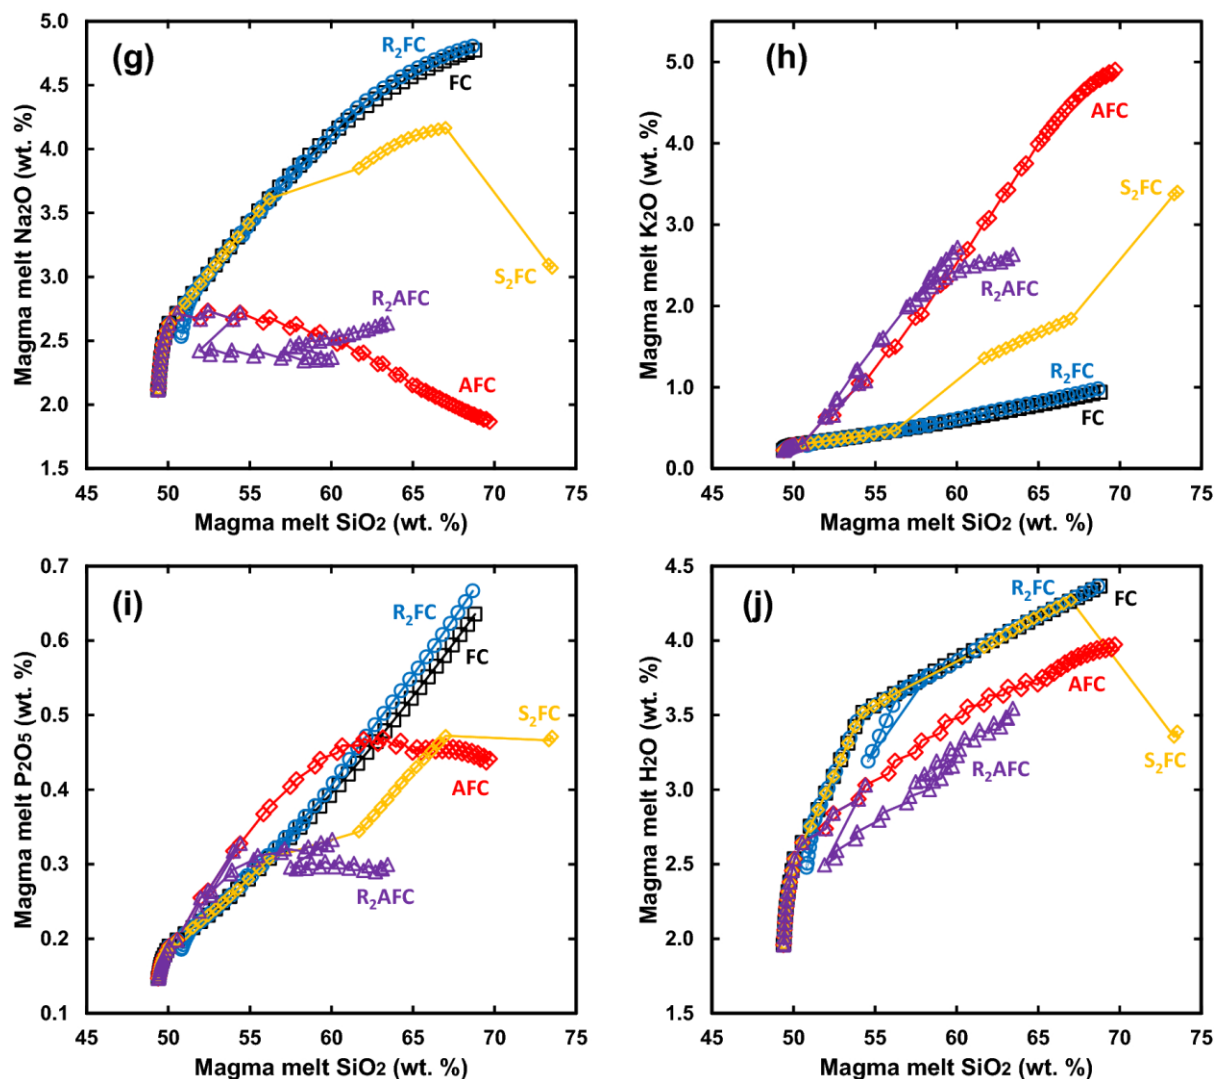 (g)
R2FC
FC
S2FC
R2AFC
AFC
Magma melt Na2O (wt. %)
5.0
4.5
4.0
3.5
3.0
2.5
2.0
1.5
45 50 55 60 65 70 75
Magma melt SiO2 (wt. %)
(h)
AFC
S2FC
R2AFC
R2FC
FC
Magma melt K2O (wt. %)
5.0
4.0
3.0
2.0
1.0
0.0
45 50 55 60 65 70 75
Magma melt SiO2 (wt. %)
(i)
R2FC
FC
S2FC
AFC
R2AFC
Magma melt P2O5 (wt. %)
0.7
0.6
0.5
0.4
0.3
0.2
0.1
45 50 55 60 65 70 75
Magma melt SiO2 (wt. %)
(j)
R2FC
FC
AFC
R2AFC
S2FC
Magma melt H2O (wt. %)
4.5
4.0
3.5
3.0
2.5
2.0
1.5
45 50 55 60 65 70 75
Magma melt SiO2 (wt. %)